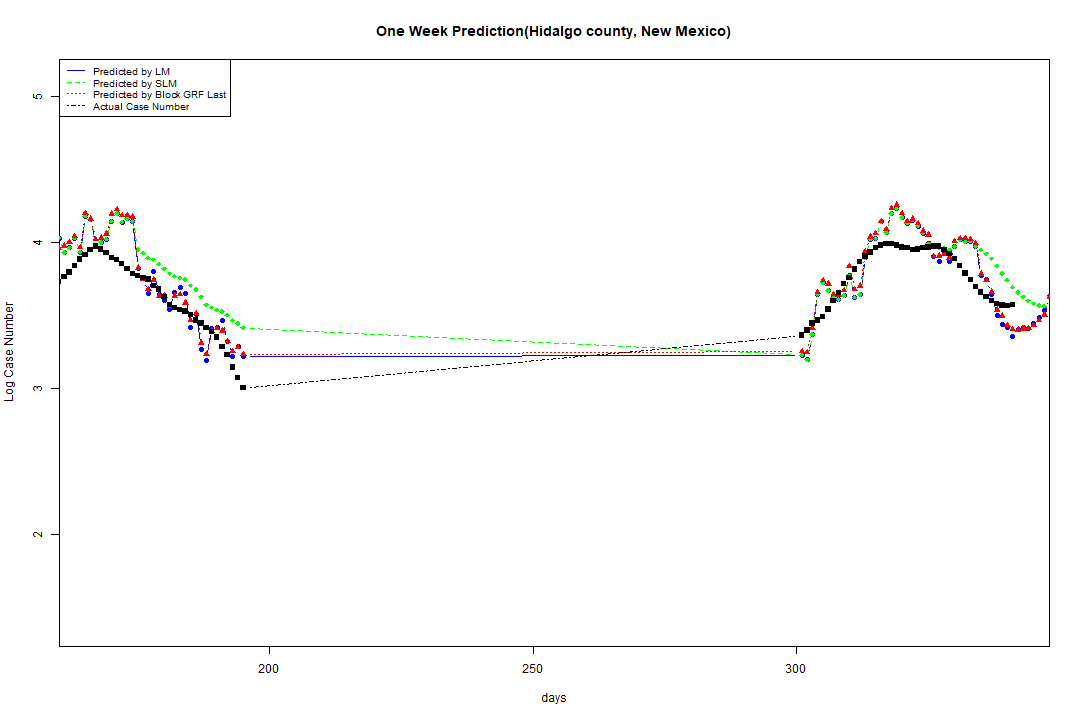 One Week Prediction(Hidalgo county, New Mexico)
Predicted by LM
Predicted by SLM
Predicted by Block GRF Last
Actual Case Number
5
4
3
2
Log Case Number
200
250
300
days